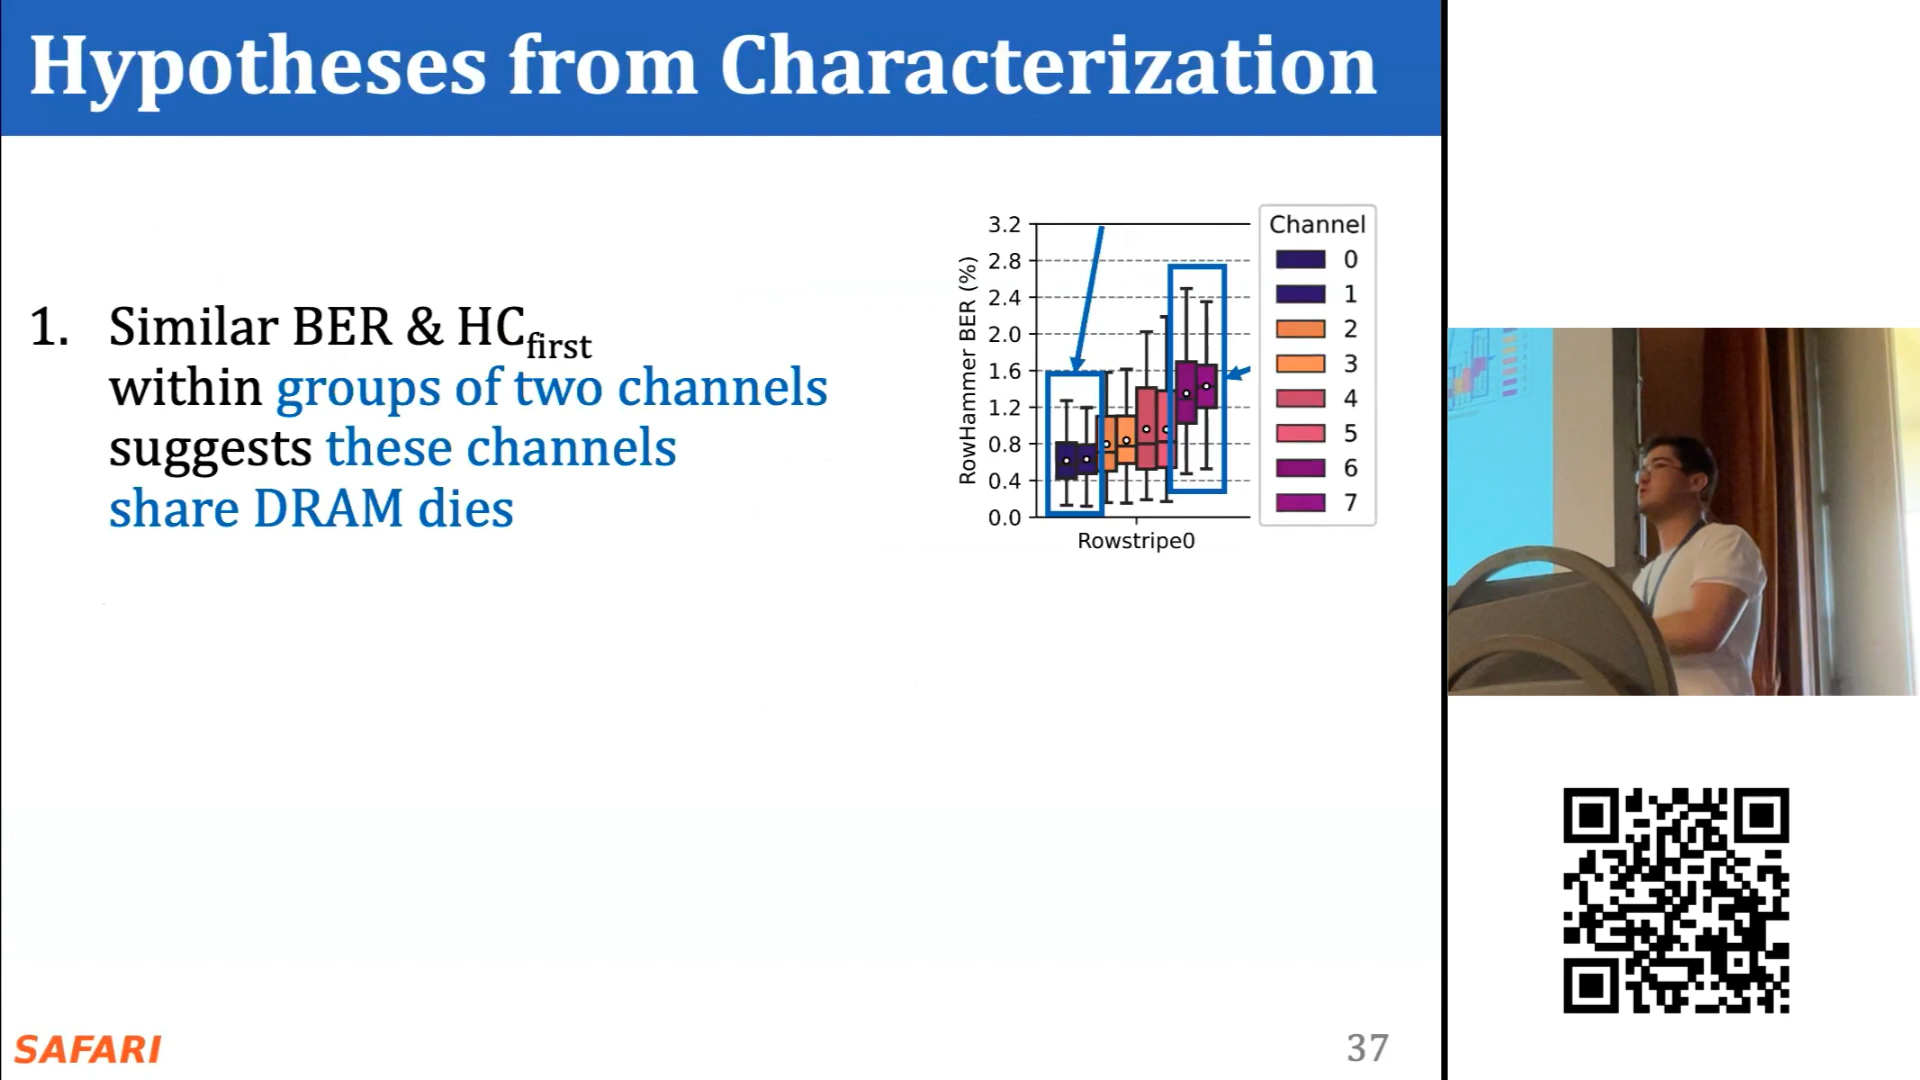 Hypotheses from Characterization
1. Similar BER & HCfirst
within groups of two channels
suggests these channels
share DRAM dies
RowHammer BER (%)
3.2
2.8
2.4
2.0
1.6
1.2
0.8
0.4
0.0
Rowstripe0
Channel
0
1
2
3
4
5
6
7
SAFARI
37